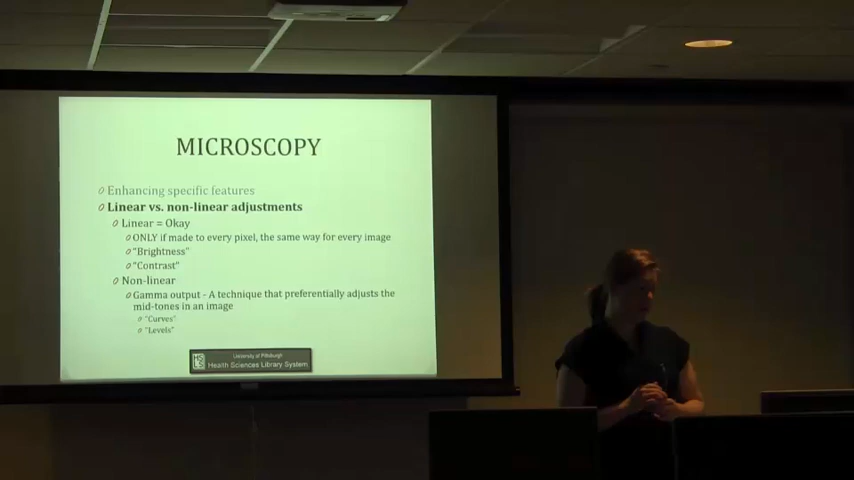 MICROSCOPY
Enhancing specific features
Linear vs. non-linear adjustments
Linear = Okay
ONLY if made to every pixel, the same way for every image
"Brightness"
"Contrast"
Non-linear
Gamma output - A technique that preferentially adjusts the
mid-tones in an image
"Curves"
"Levels"
University of Pittsburgh
HSLS
Health Sciences Library System